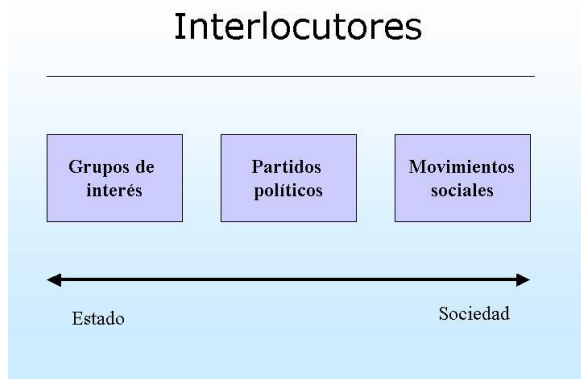 Interlocutores
Grupos de
interés
Partidos
políticos
Movimientos
sociales
Estado
Sociedad